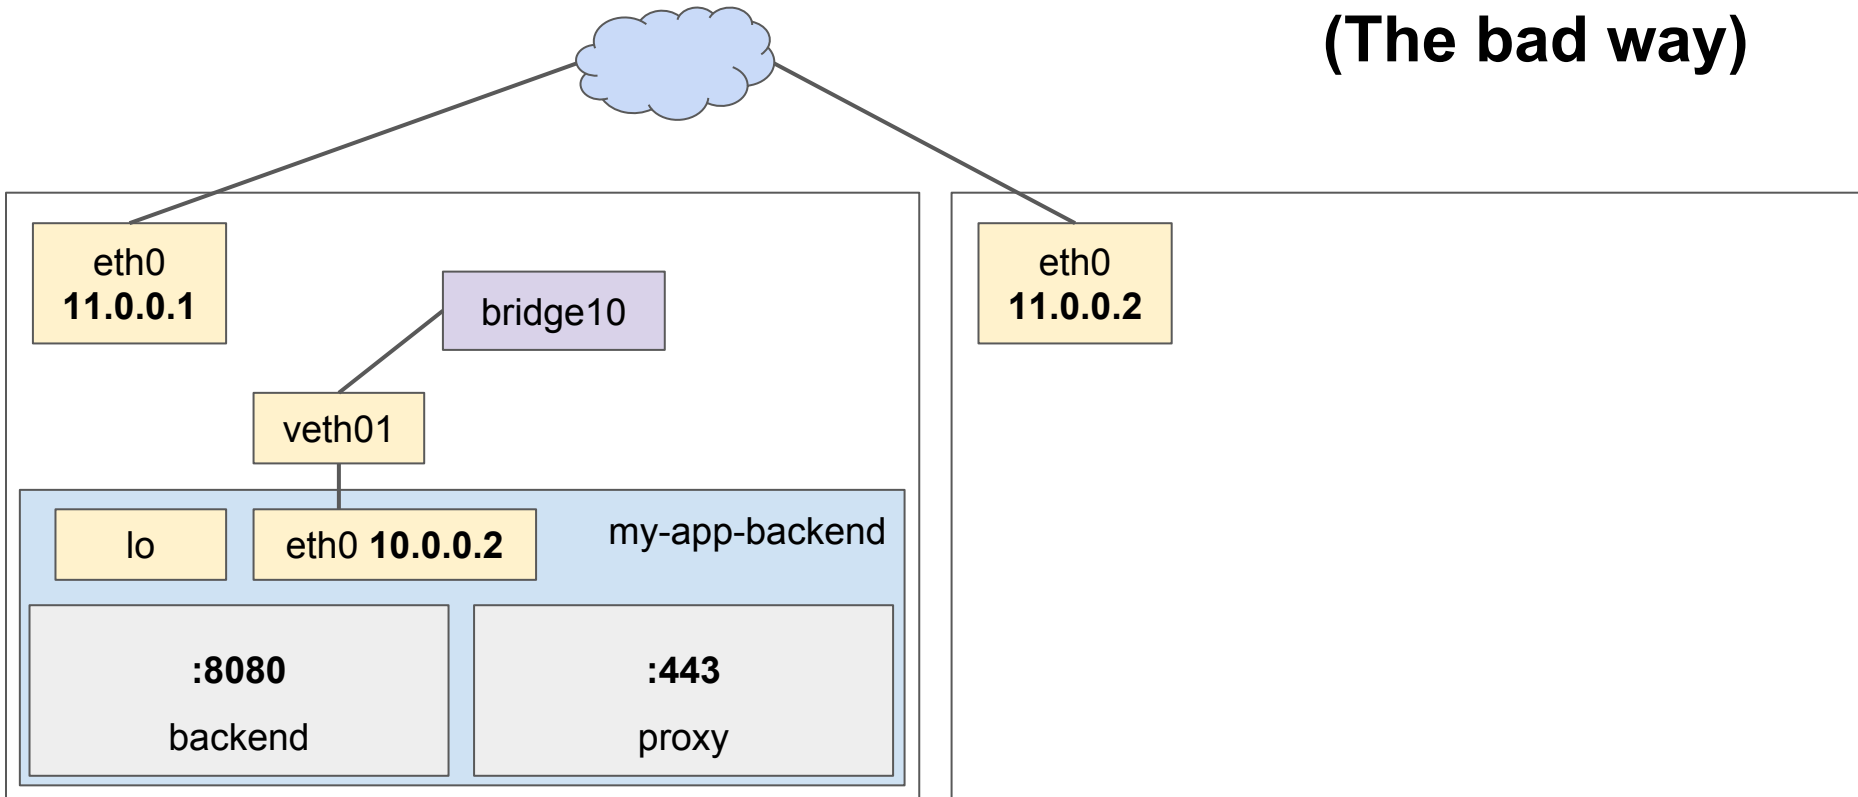 (The bad way)
eth0
11.0.0.1
bridge10
veth01
lo
eth0 10.0.0.2
my-app-backend
:8080
backend
:443
proxy
eth0
11.0.0.2